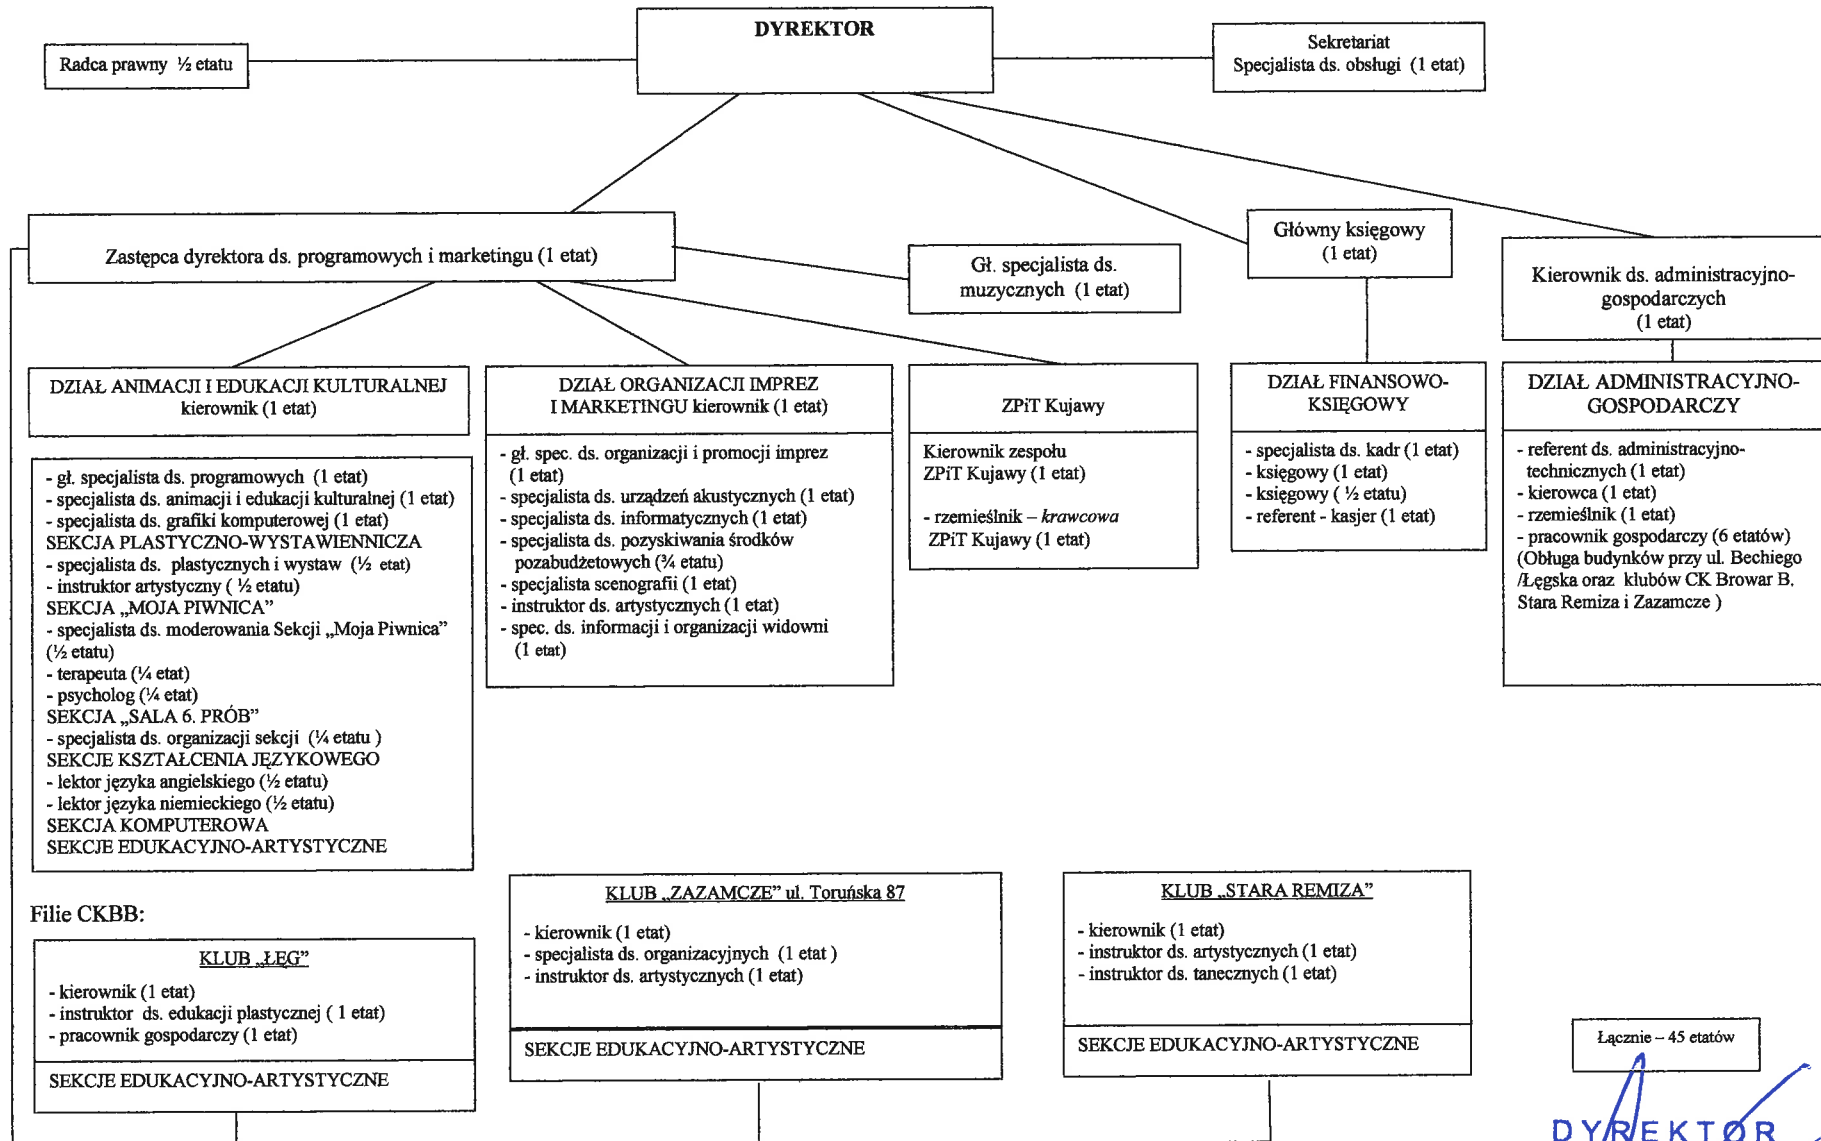 DYREKTOR
Radca prawny ½ etatu
Sekretariat
Specjalista ds. obsługi (1 etat)
Zastępca dyrektora ds. programowych i marketingu (1 etat)
Gł. specjalista ds.
muzycznych (1 etat)
Główny księgowy
(1 etat)
Kierownik ds. administracyjno-
gospodarczych
(1 etat)
DZIAŁ ANIMACJI I EDUKACJI KULTURALNEJ
kierownik (1 etat)
- gł. specjalista ds. programowych (1 etat)
- specjalista ds. animacji i edukacji kulturalnej (1 etat)
- specjalista ds. grafiki komputerowej (1 etat)
SEKCJA PLASTYCZNO-WYSTAWIENNICZA
- specjalista ds. plastycznych i wystaw (½ etat)
- instruktor artystyczny ( ½ etatu)
SEKCJA „MOJA PIWNICA”
- specjalista ds. moderowania Sekcji „Moja Piwnica”
(½ etatu)
- terapeuta (¼ etat)
- psycholog (¼ etat)
SEKCJA „SALA 6. PRÓB”
- specjalista ds. organizacji sekcji (¼ etatu )
SEKCJE KSZTAŁCENIA JĘZYKOWEGO
- lektor języka angielskiego (½ etatu)
- lektor języka niemieckiego (½ etatu)
SEKCJA KOMPUTEROWA
SEKCJE EDUKACYJNO-ARTYSTYCZNE
DZIAŁ ORGANIZACJI IMPREZ
I MARKETINGU kierownik (1 etat)
- gł. spec. ds. organizacji i promocji imprez
(1 etat)
- specjalista ds. urządzeń akustycznych (1 etat)
- specjalista ds. informatycznych (1 etat)
- specjalista ds. pozyskiwania środków
pozabudżetowych (¾ etatu)
- specjalista scenografii (1 etat)
- instruktor ds. artystycznych (1 etat)
- spec. ds. informacji i organizacji widowni
(1 etat)
ZPiT Kujawy
Kierownik zespołu
ZPiT Kujawy (1 etat)
- rzemieślnik – krawcowa
ZPiT Kujawy (1 etat)
DZIAŁ FINANSOWO-
KSIĘGOWY
- specjalista ds. kadr (1 etat)
- księgowy (1 etat)
- księgowy ( ½ etatu)
- referent - kasjer (1 etat)
DZIAŁ ADMINISTRACYJNO-
GOSPODARCZY
- referent ds. administracyjno-
technicznych (1 etat)
- kierowca (1 etat)
- rzemieślnik (1 etat)
- pracownik gospodarczy (6 etatów)
(Obługa budynków przy ul. Bechiego
/Łęgska oraz klubów CK Browar B,
Stara Remiza i Zazamcze )
Filie CKBB:
KLUB „ŁĘG”
- kierownik (1 etat)
- instruktor ds. edukacji plastycznej ( 1 etat)
- pracownik gospodarczy (1 etat)
SEKCJE EDUKACYJNO-ARTYSTYCZNE
KLUB „ZAZAMCZE” ul. Toruńska 87
- kierownik (1 etat)
- specjalista ds. organizacyjnych (1 etat )
- instruktor ds. artystycznych (1 etat)
SEKCJE EDUKACYJNO-ARTYSTYCZNE
KLUB „STARA REMIZA”
- kierownik (1 etat)
- instruktor ds. artystycznych (1 etat)
- instruktor ds. tanecznych (1 etat)
SEKCJE EDUKACYJNO-ARTYSTYCZNE
Łącznie – 45 etatów
DYREKTOR